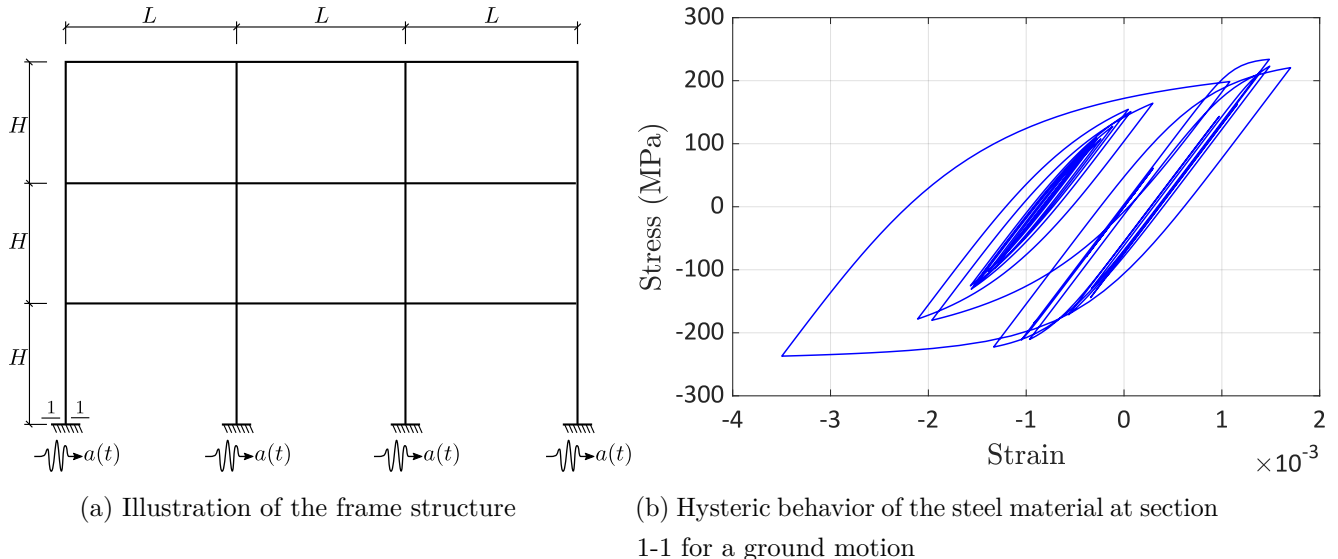 L L L
H
H
H
1 1
a(t) a(t) a(t) a(t)
(a) Illustration of the frame structure
300
200
100
0
-100
-200
-300
Stress (MPa)
-4 -3 -2 -1 0 1 2
Strain
×10-3
(b) Hysteric behavior of the steel material at section
1-1 for a ground motion